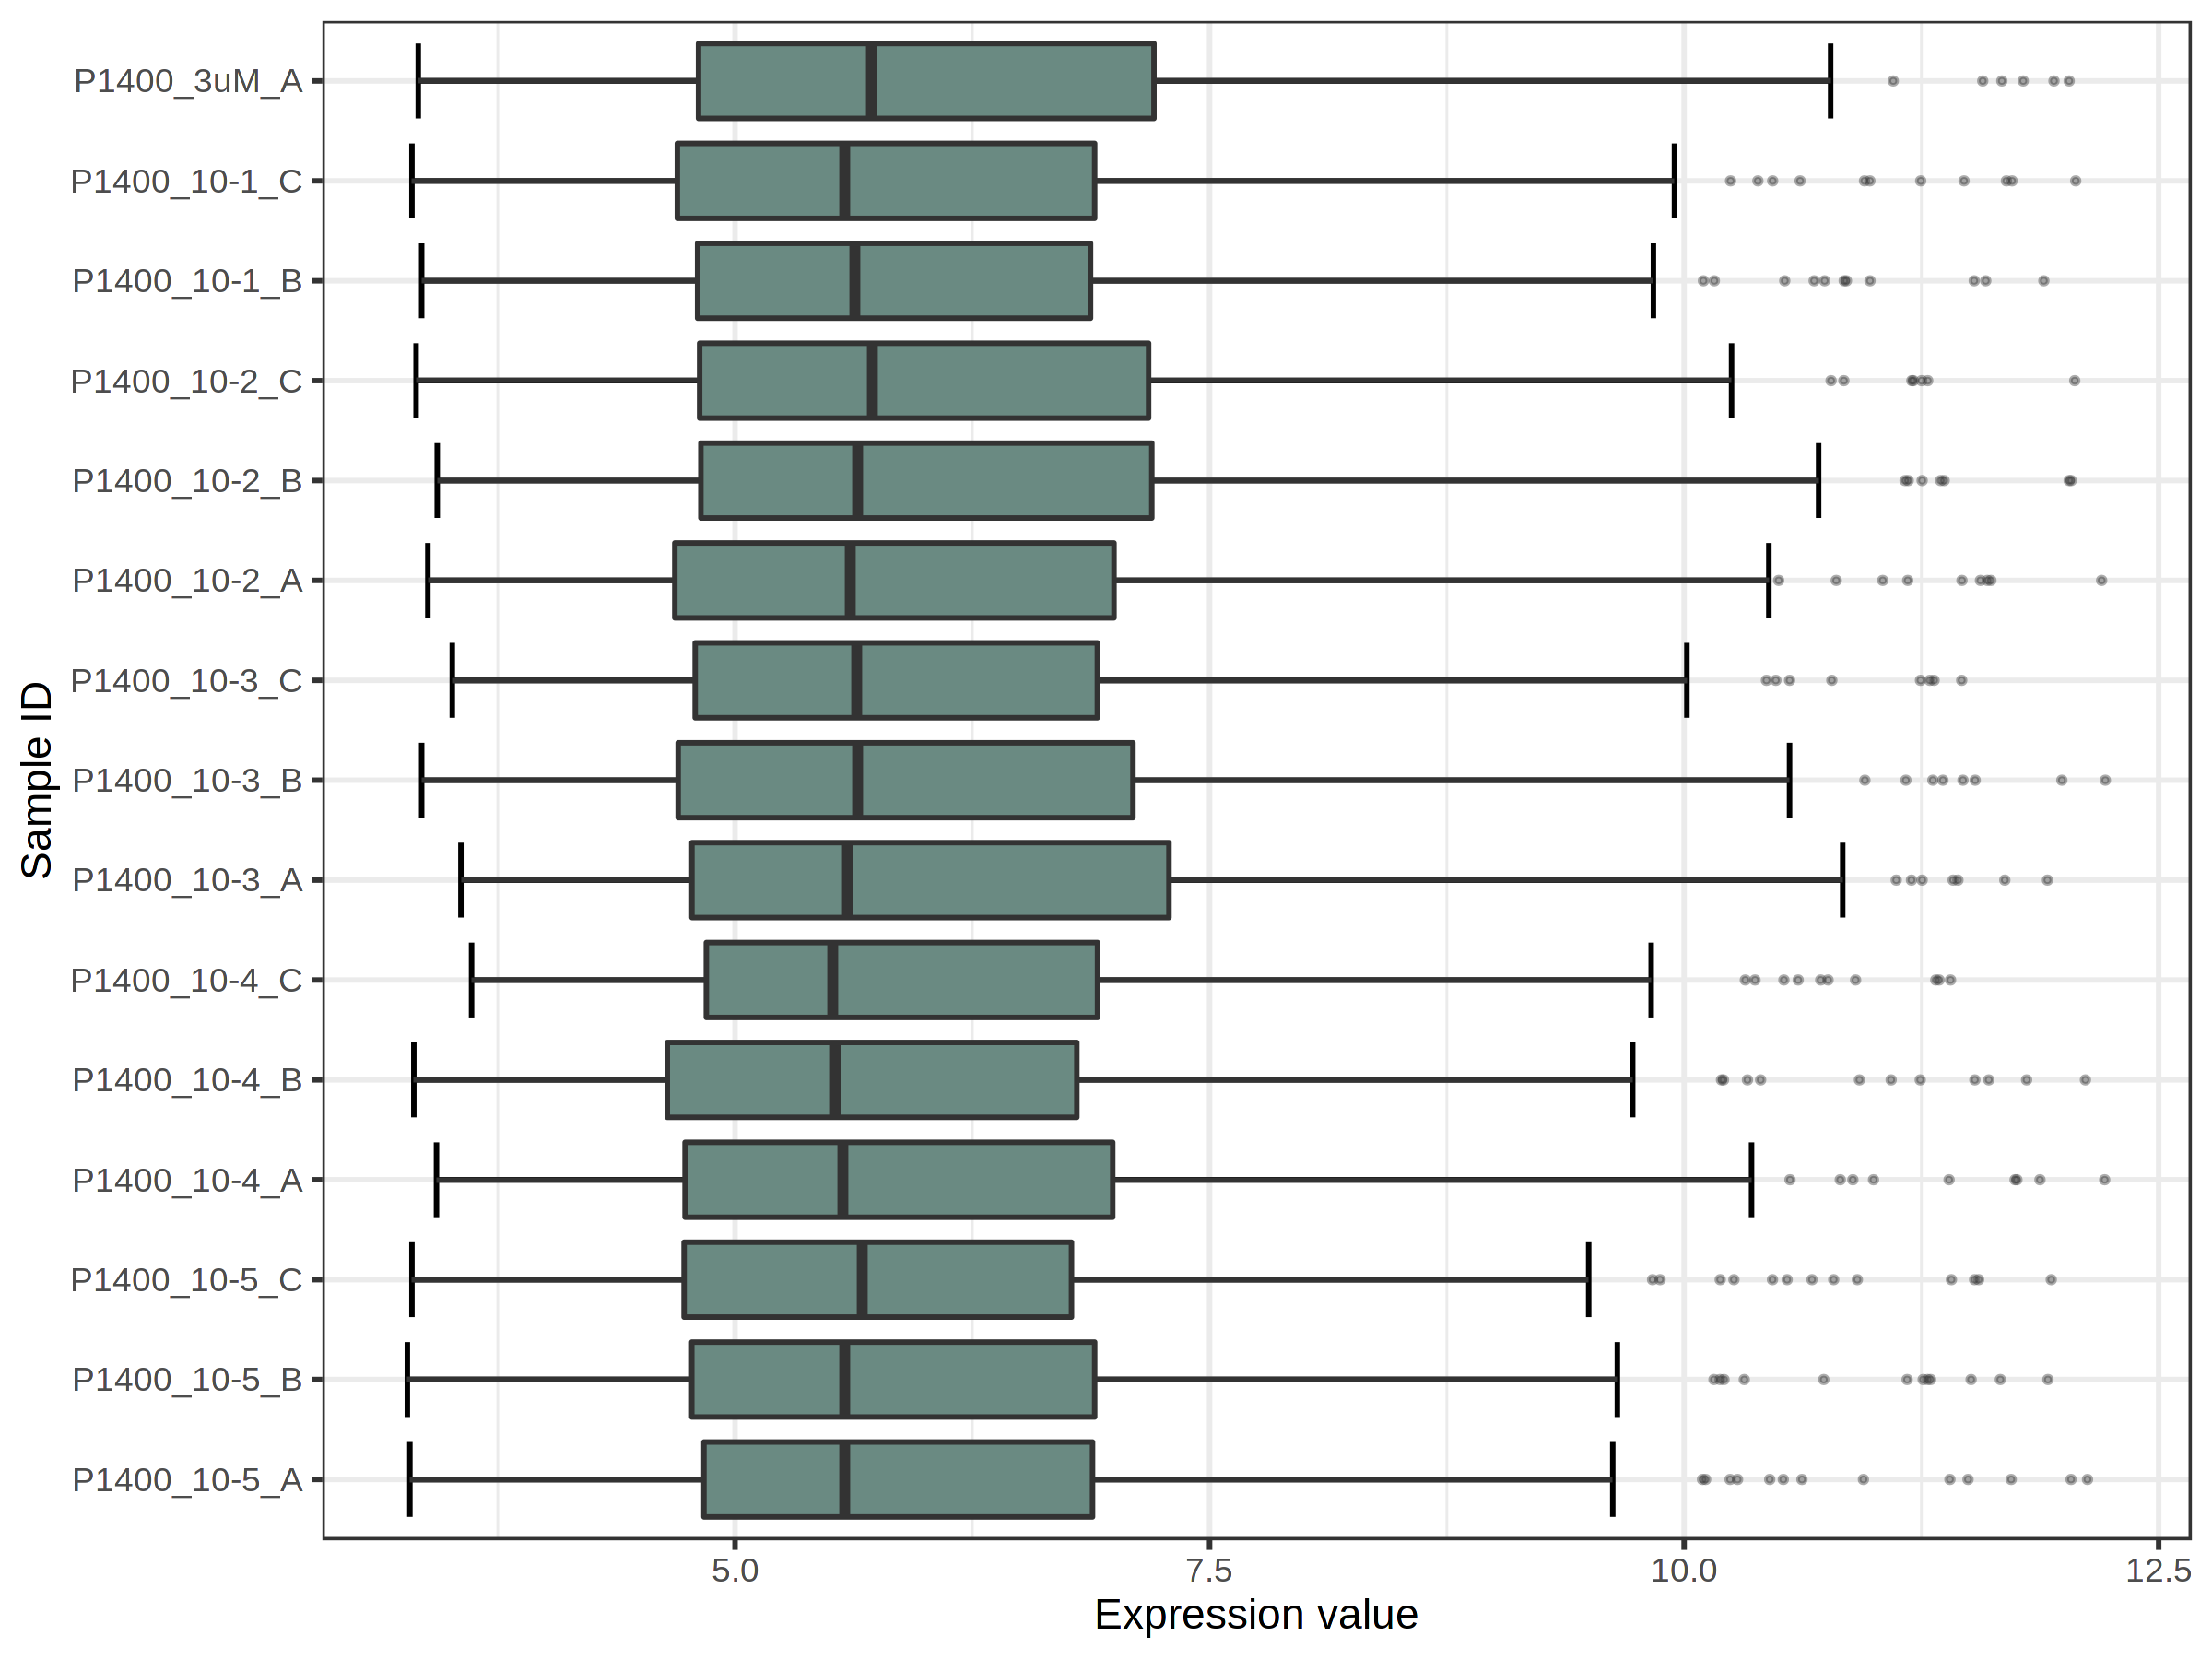 P1400_3uM_A
P1400_10-1_C
P1400_10-1_B
P1400_10-2_C
P1400_10-2_B
P1400_10-2_A
P1400_10-3_C
P1400_10-3_B
P1400_10-3_A
P1400_10-4_C
P1400_10-4_B
P1400_10-4_A
P1400_10-5_C
P1400_10-5_B
P1400_10-5_A
Sample ID
5.0 7.5 10.0 12.5
Expression value